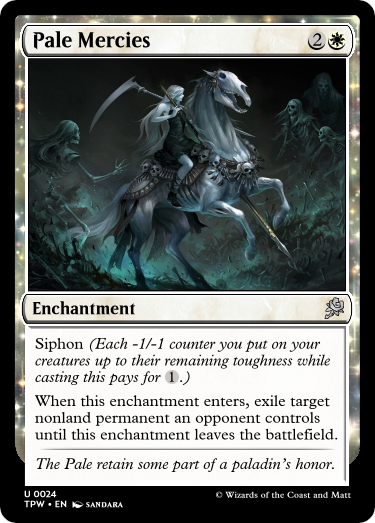 Pale Mercies 2
Enchantment
Siphon (Each -1/-1 counter you put on your
creatures up to their remaining toughness while
casting this pays for 1.)
When this enchantment enters, exile target
nonland permanent an opponent controls
until this enchantment leaves the battlefield.
The Pale retain some part of a paladin's honor.
U 0024
TPW • EN SANDARA
© Wizards of the Coast and Matt